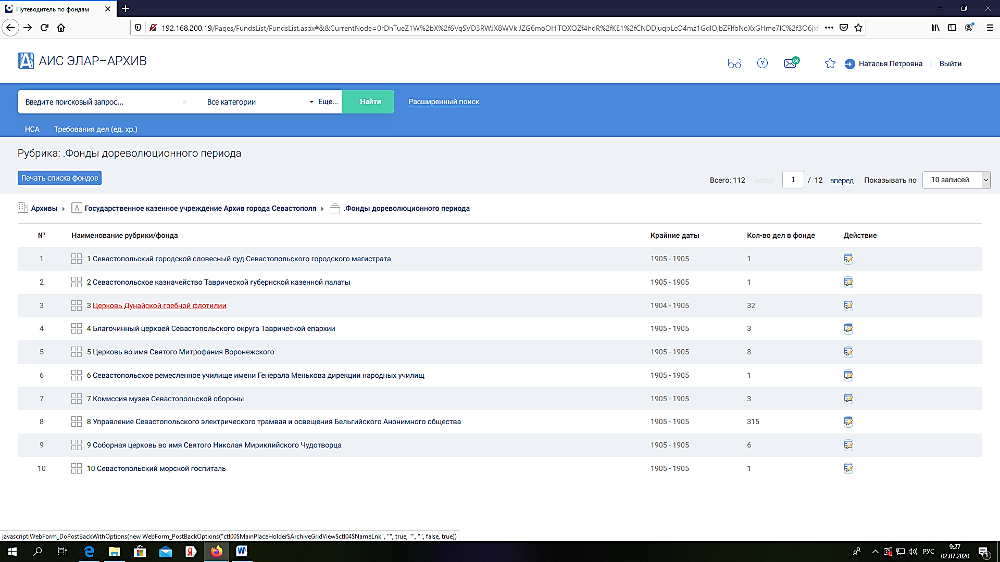 Путеводитель по фондам
192.168.200.19/Pages/FundsList/FundsList.aspx#&&CurrentNode=
АИС ЭЛАР–АРХИВ
(5)
Наталья Петровна | Выйти
Введите поисковый запрос... × Все категории Еще... Найти Расширенный поиск
НСА Требования дел (ед. хр.)
Рубрика: .Фонды дореволюционного периода
Печать списка фондов
Всего: 112 назад 1 / 12 вперед Показывать по 10 записей
Архивы Государственное казенное учреждение Архив города Севастополя .Фонды дореволюционного периода
№ Наименование рубрики/фонда Крайние даты Кол-во дел в фонде Действие
1 1 Севастопольский городской словесный суд Севастопольского городского магистрата 1905 - 1905 1
2 2 Севастопольское казначейство Таврической губернской казенной палаты 1905 - 1905 1
3 3 Церковь Дунайской гребной флотилии 1904 - 1905 32
4 4 Благочинный церквей Севастопольского округа Таврической епархии 1905 - 1905 3
5 5 Церковь во имя Святого Митрофания Воронежского 1905 - 1905 8
6 6 Севастопольское ремесленное училище имени Генерала Менькова дирекции народных училищ 1905 - 1905 1
7 7 Комиссия музея Севастопольской обороны 1905 - 1905 3
8 8 Управление Севастопольского электрического трамвая и освещения Бельгийского Анонимного общества 1905 - 1905 315
9 9 Соборная церковь во имя Святого Николая Мириклийского Чудотворца 1905 - 1905 6
10 10 Севастопольский морской госпиталь 1905 - 1905 1
javascript:WebForm_DoPostBackWithOptions(new WebForm_PostBackOptions("ctl00$MainPlaceHolder$ArchiveGridView$ctl04$NameLnk", "", true, "", "", false, true))
РУС 9:27
02.07.2020 1